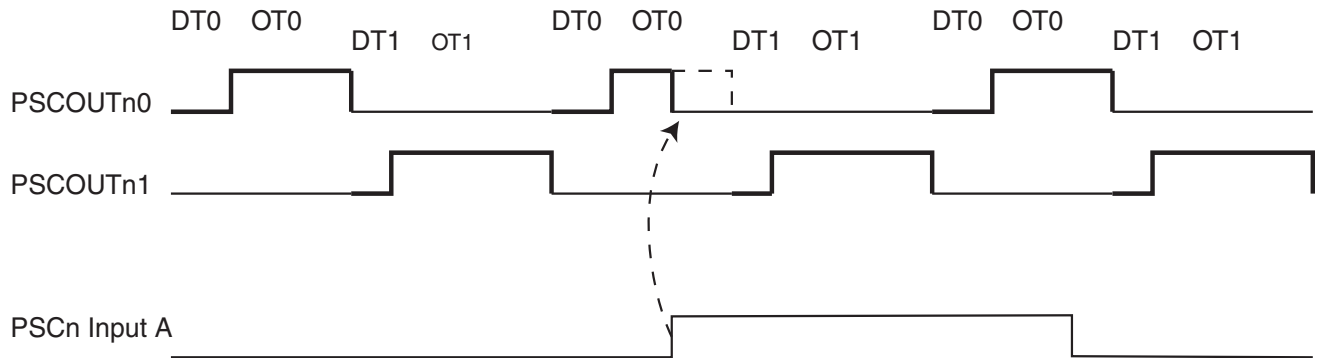 DT0 OT0 DT0 OT0 DT0 OT0
DT1 OT1 DT1 OT1 DT1 OT1
PSCOUTn0
PSCOUTn1
PSCn Input A